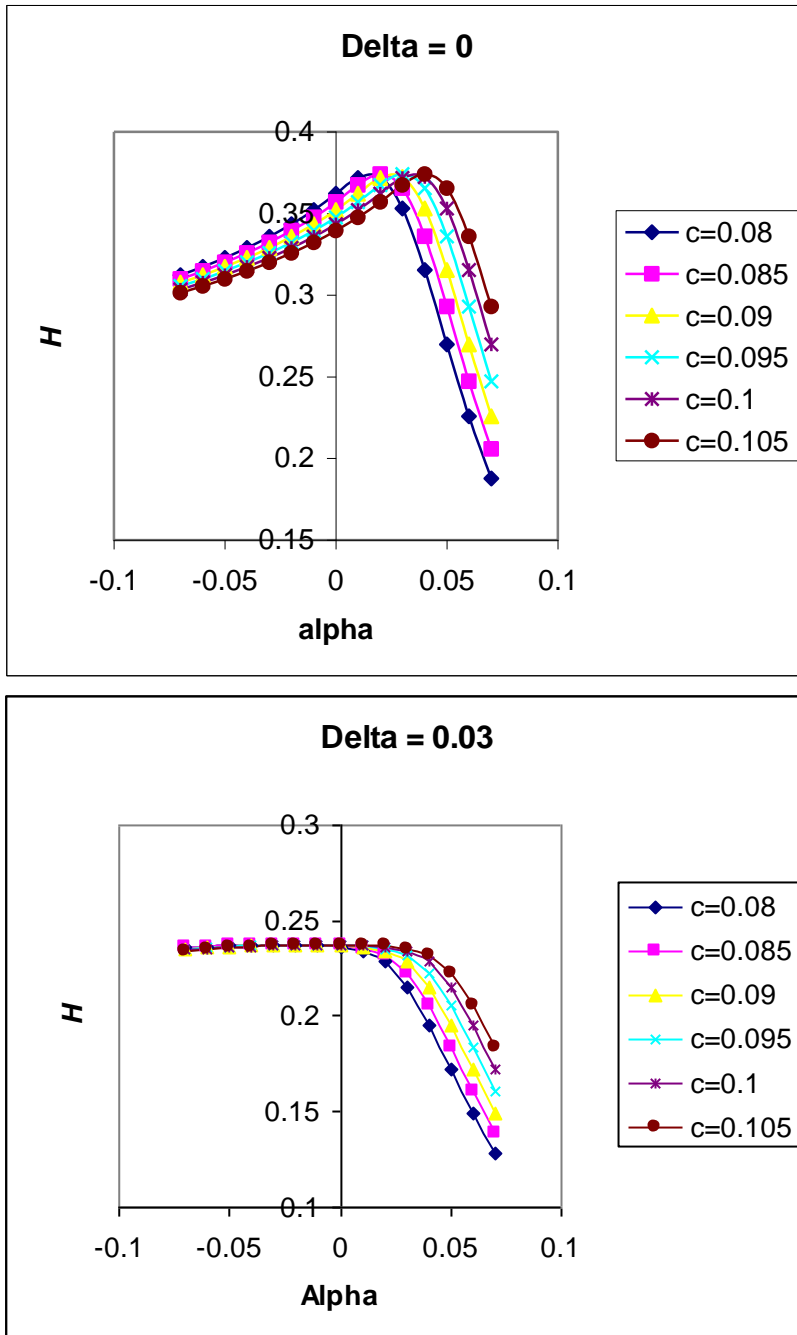 Delta = 0
0.4
0.35
0.3
0.25
0.2
0.15
H
-0.1 -0.05 0 0.05 0.1
alpha
c=0.08
c=0.085
c=0.09
c=0.095
c=0.1
c=0.105
Delta = 0.03
0.3
0.25
0.2
0.15
0.1
H
-0.1 -0.05 0 0.05 0.1
Alpha
c=0.08
c=0.085
c=0.09
c=0.095
c=0.1
c=0.105